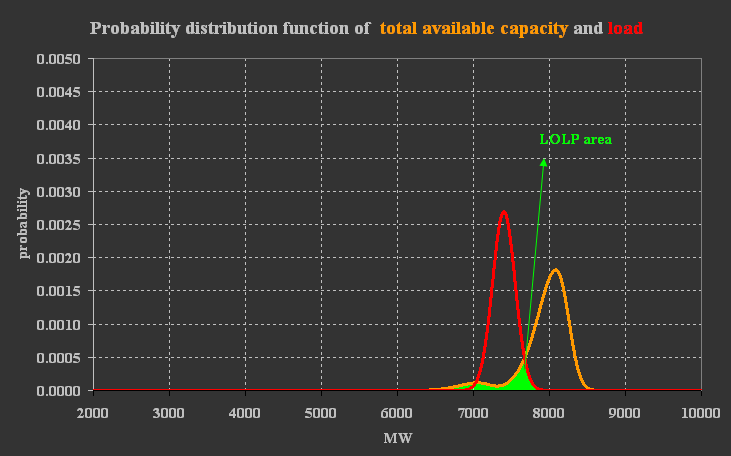 Probability distribution function of total available capacity and load
0.0050
0.0045
0.0040
LOLP area
0.0035
0.0030
0.0025
probability
0.0020
0.0015
0.0010
0.0005
0.0000
2000 3000 4000 5000 6000 7000 8000 9000 10000
MW